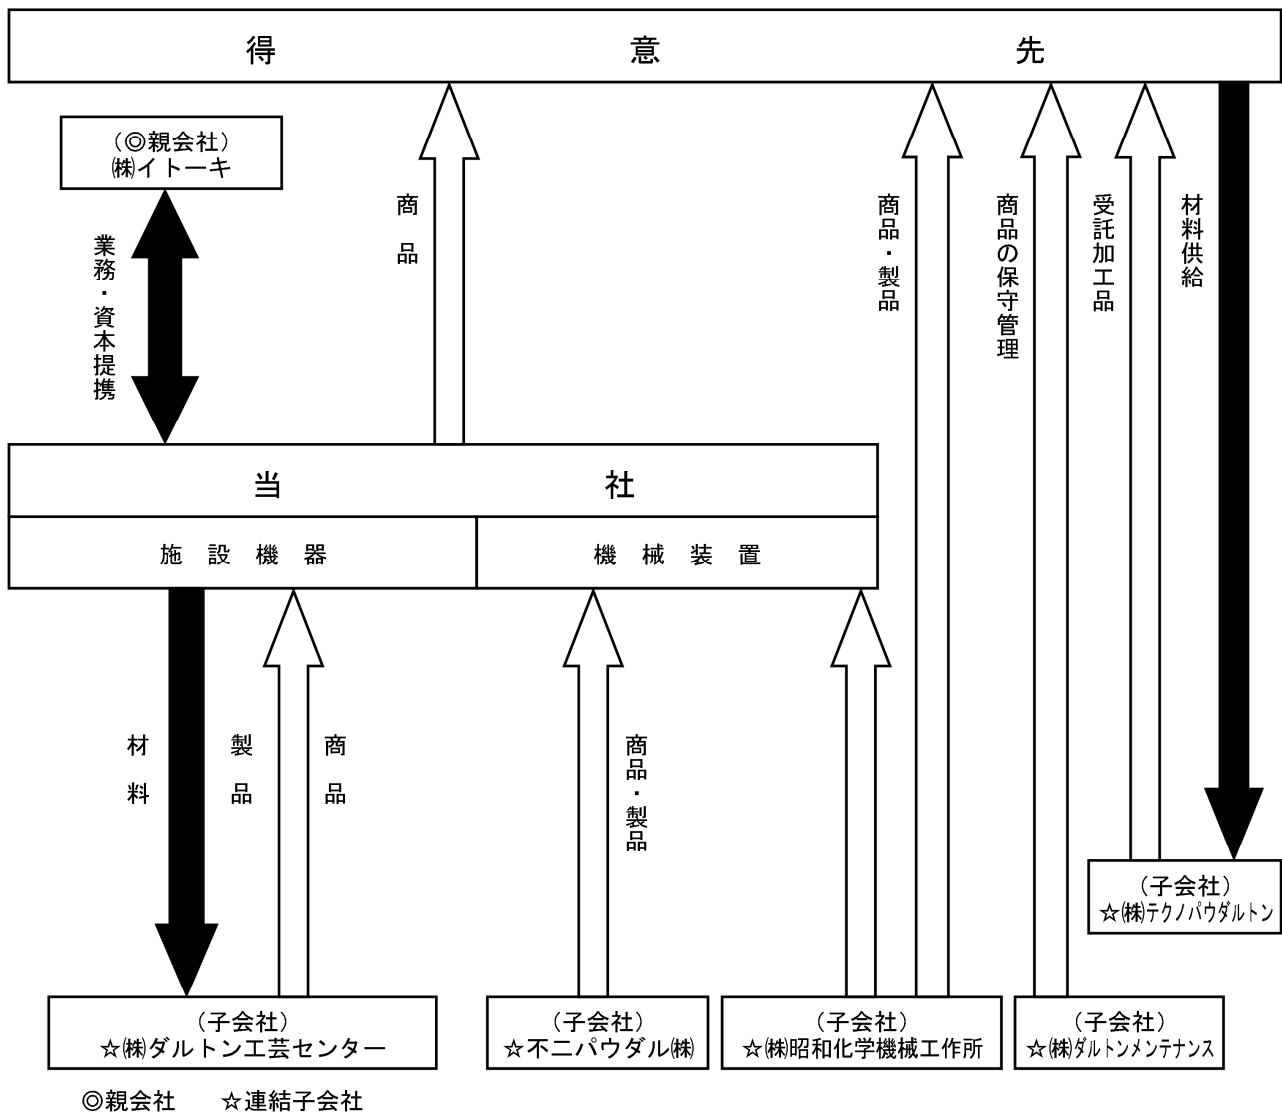 得意先
(◎親会社)
㈱イトーキ
業務・資本提携
商品
商品・製品
商品の保守管理
受託加工品
材料供給
当社
施設機器
機械装置
材料
製品
商品
商品・製品
(子会社)
☆㈱テクノパウダルトン
(子会社)
☆㈱ダルトン工芸センター
(子会社)
☆不二パウダル㈱
(子会社)
☆㈱昭和化学機械工作所
(子会社)
☆㈱ダルトンメンテナンス
◎親会社 ☆連結子会社